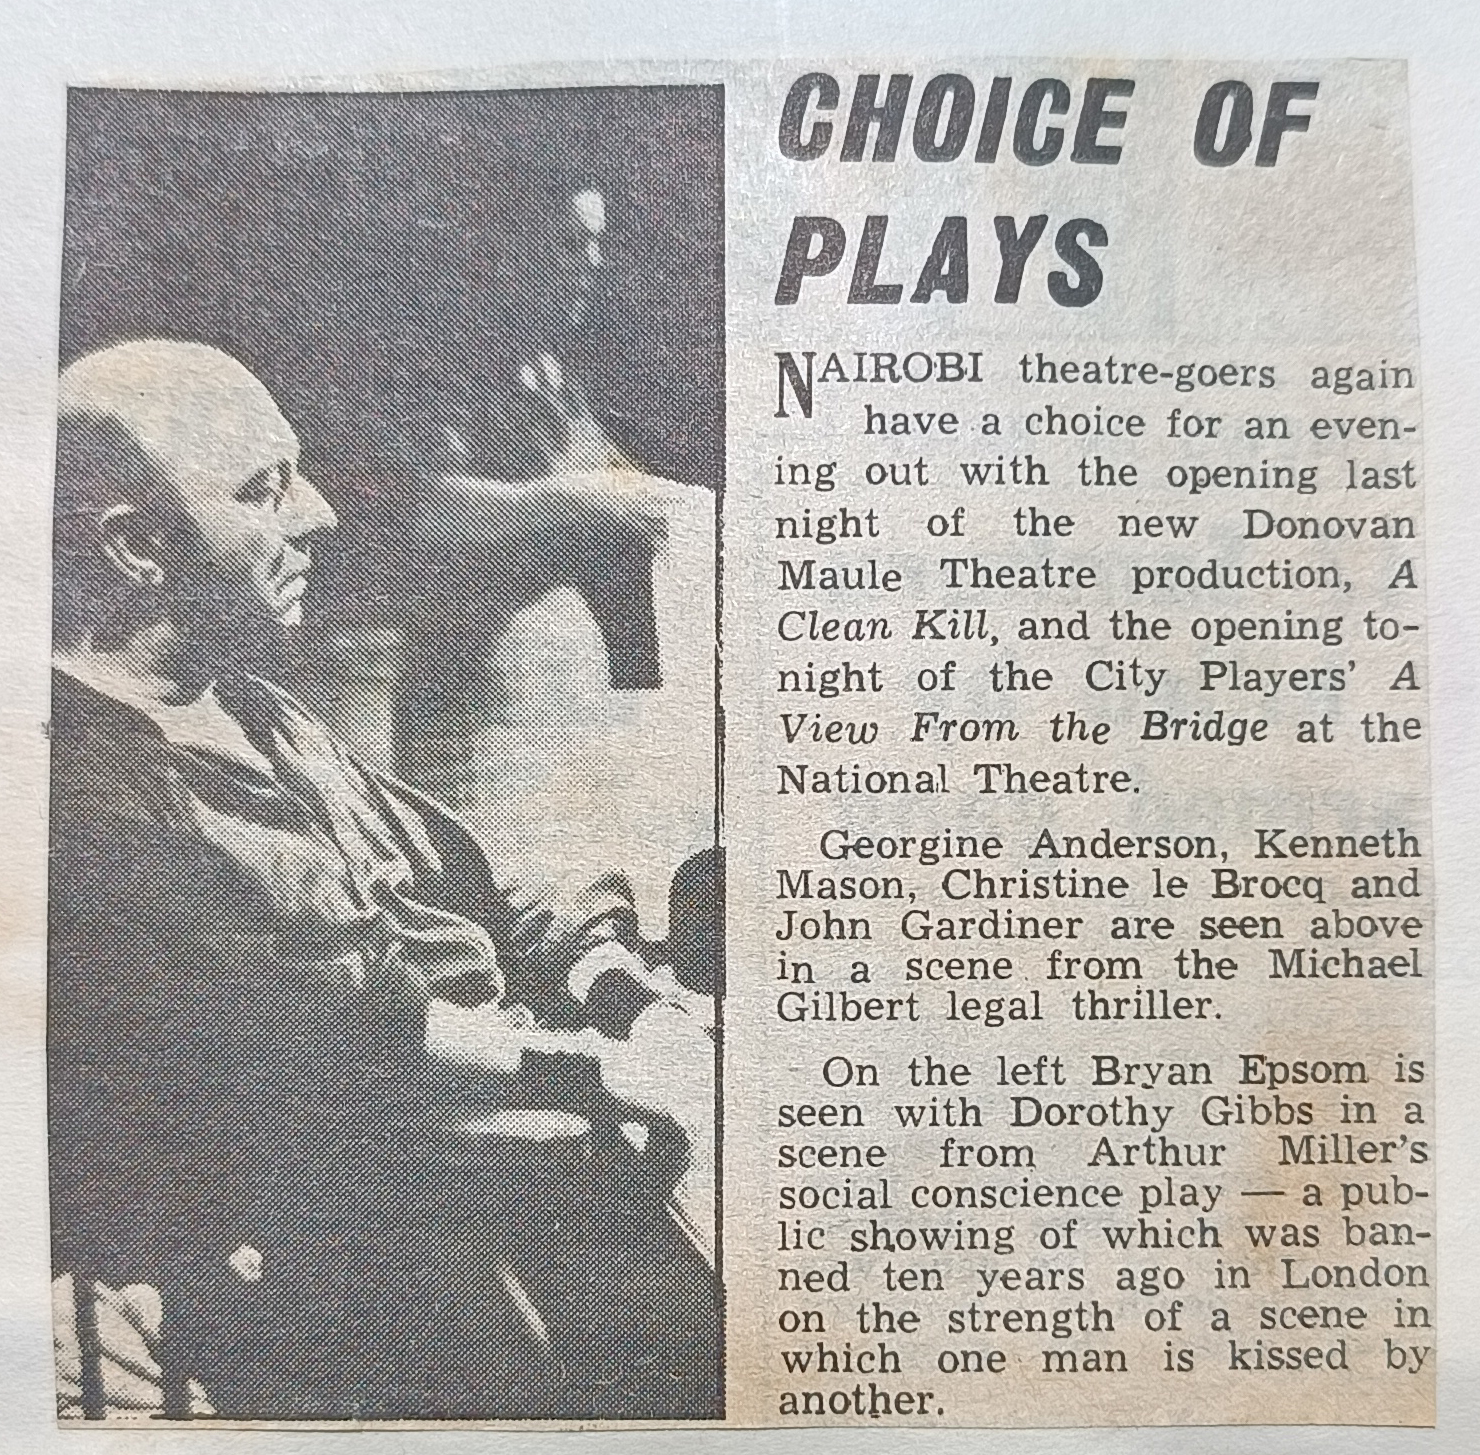 CHOICE OF
PLAYS
NAIROBI theatre-goers again
have a choice for an even-
ing out with the opening last
night of the new Donovan
Maule Theatre production, A
Clean Kill, and the opening to-
night of the City Players' A
View From the Bridge at the
National Theatre.
Georgine Anderson, Kenneth
Mason, Christine le Brocq and
John Gardiner are seen above
in a scene from the Michael
Gilbert legal thriller.
On the left Bryan Epsom is
seen with Dorothy Gibbs in a
scene from Arthur Miller's
social conscience play — a pub-
lic showing of which was ban-
ned ten years ago in London
on the strength of a scene in
which one man is kissed by
another.